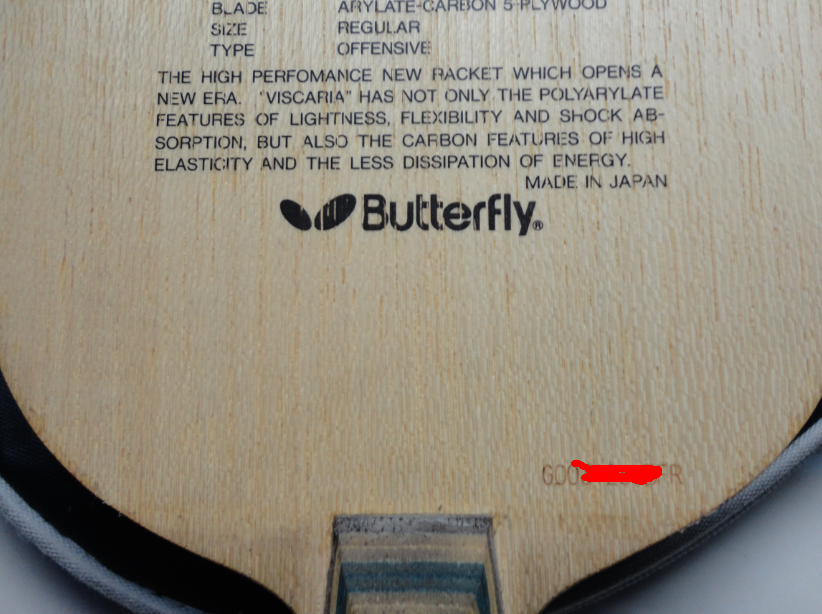 BLADE ARYLATE-CARBON 5-PLYWOOD
SIZE REGULAR
TYPE OFFENSIVE
THE HIGH PERFOMANCE NEW RACKET WHICH OPENS A
NEW ERA. "VISCARIA" HAS NOT ONLY THE POLYARYLATE
FEATURES OF LIGHTNESS, FLEXIBILITY AND SHOCK AB-
SORPTION, BUT ALSO THE CARBON FEATURES OF HIGH
ELASTICITY AND THE LESS DISSIPATION OF ENERGY.
MADE IN JAPAN
Butterfly®